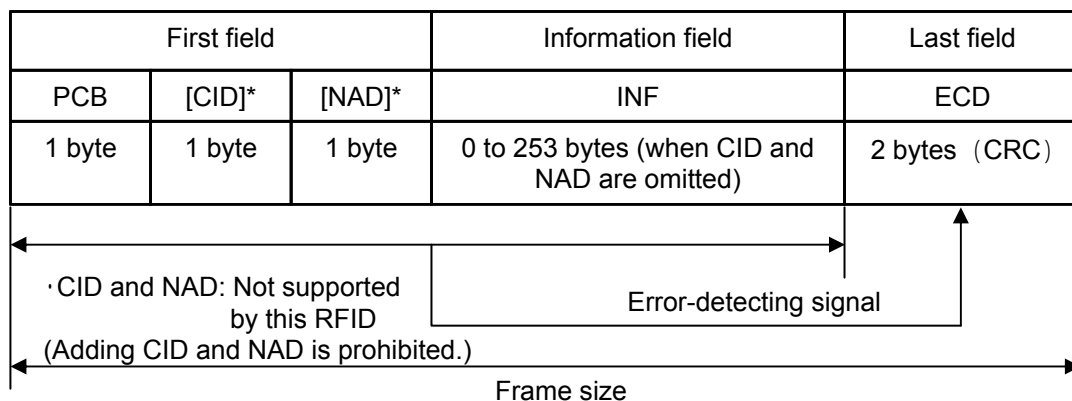 First field Information field Last field
PCB [CID]* [NAD]* INF ECD
1 byte 1 byte 1 byte 0 to 253 bytes (when CID and 2 bytes （CRC）
NAD are omitted)
・CID and NAD: Not supported
by this RFID
Error-detecting signal
(Adding CID and NAD is prohibited.)
Frame size